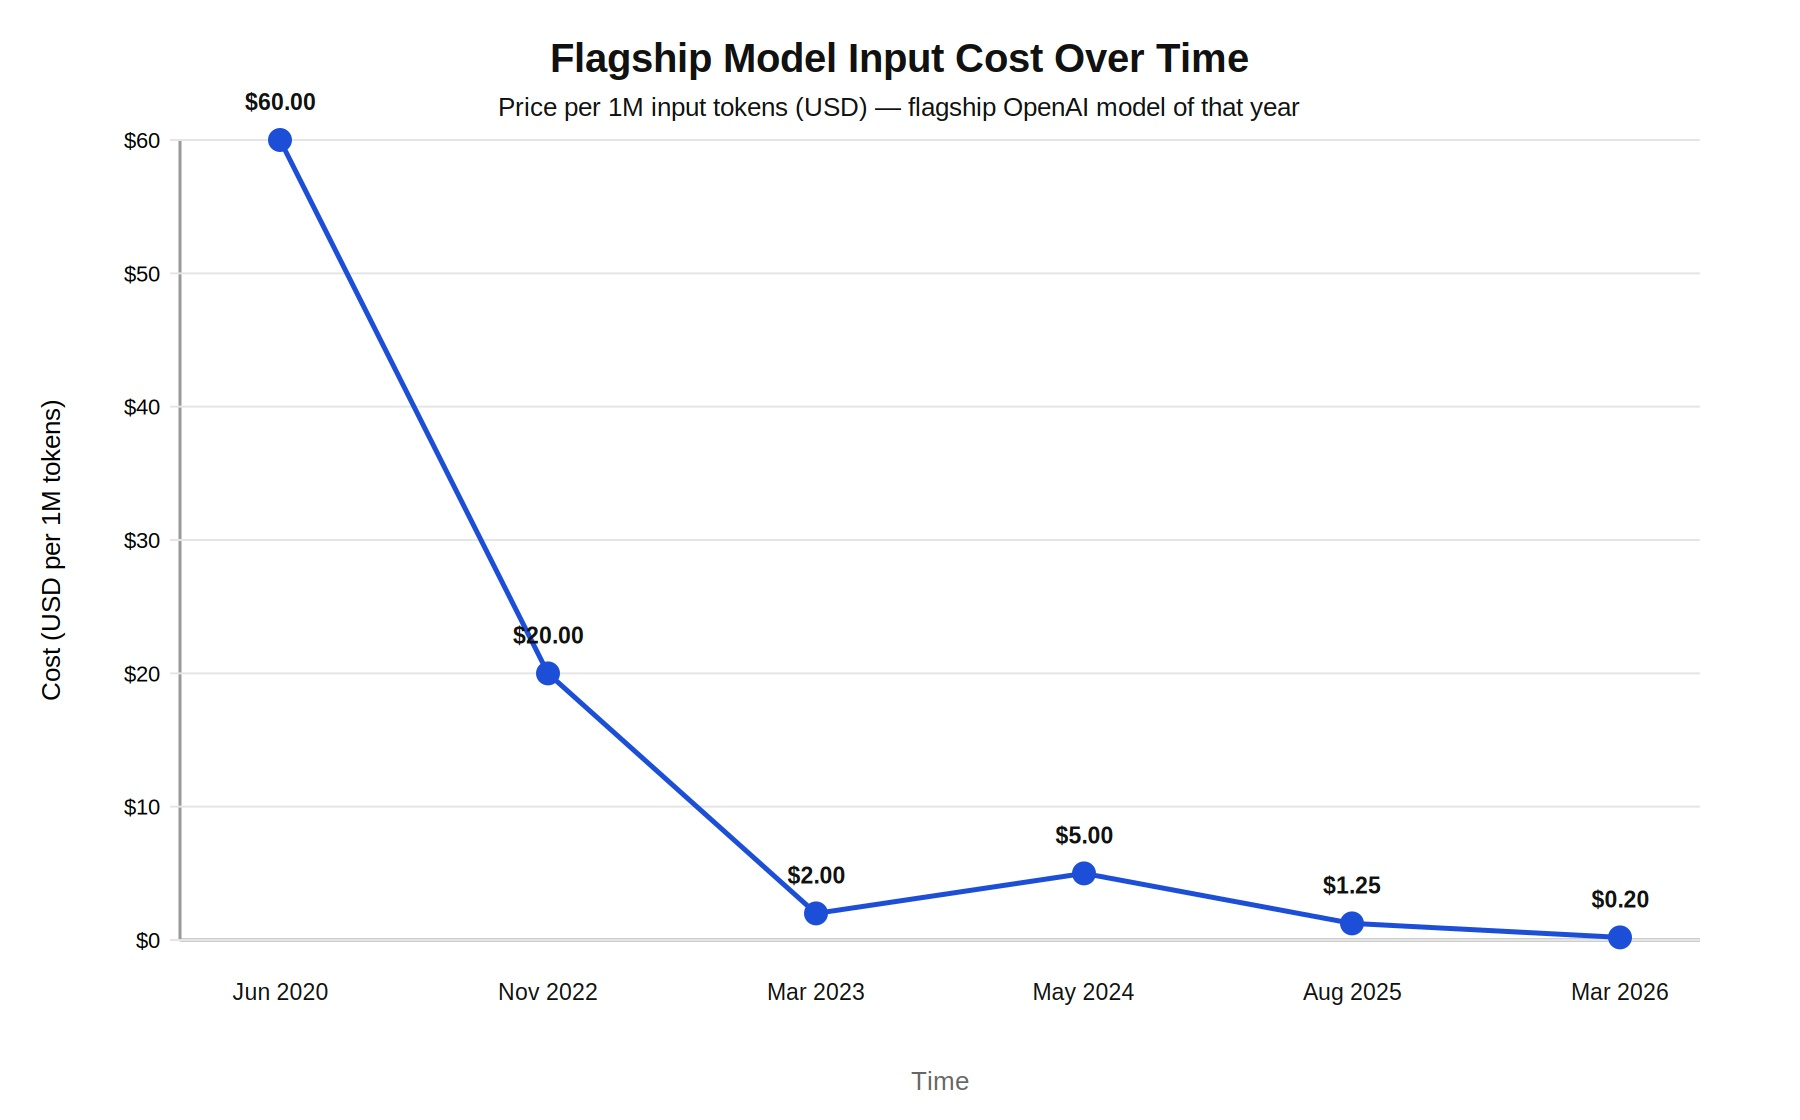 Flagship Model Input Cost Over Time
Price per 1M input tokens (USD) — flagship OpenAI model of that year
$60.00
$60
$50
$40
$30
$20
$10
$0
Cost (USD per 1M tokens)
$20.00
$2.00
$5.00
$1.25
$0.20
Jun 2020
Nov 2022
Mar 2023
May 2024
Aug 2025
Mar 2026
Time